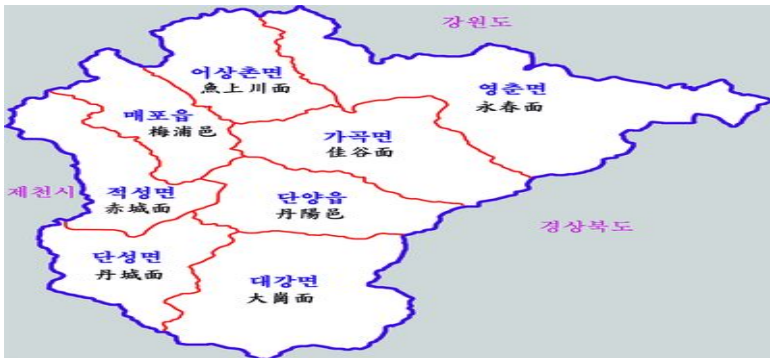 강원도
어상촌면
魚上川面
영춘면
永春面
매포읍
梅浦邑
가곡면
佳谷面
제천시
적성면
赤城面
단양읍
丹陽邑
경상북도
단성면
丹城面
대강면
大崗面